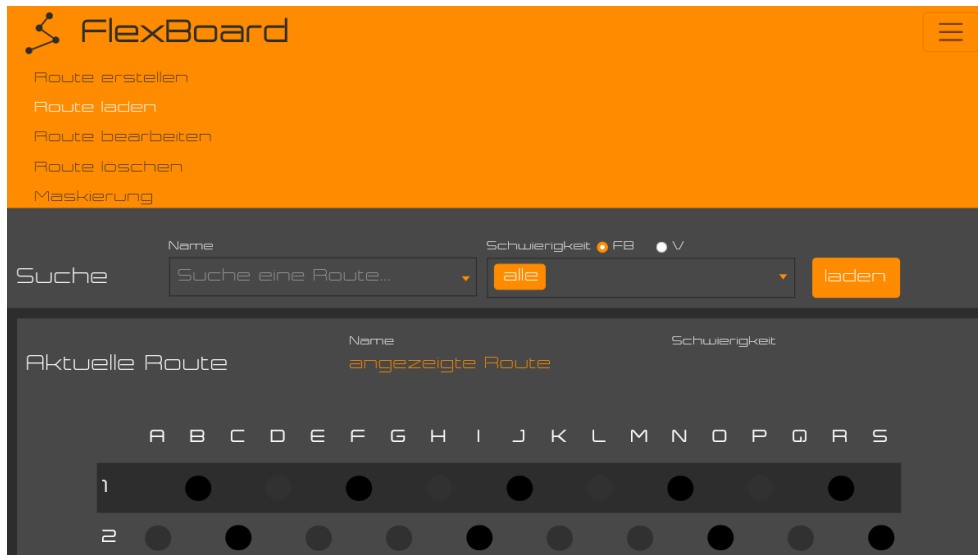 FlexBoard
Route erstellen
Route laden
Route bearbeiten
Route löschen
Maskierung
Name
Schwierigkeit FB V
Suche
Suche eine Route...
alle
laden
Name
Schwierigkeit
Aktuelle Route
angezeigte Route
A B C D E F G H I J K L M N O P Q R S
1
2